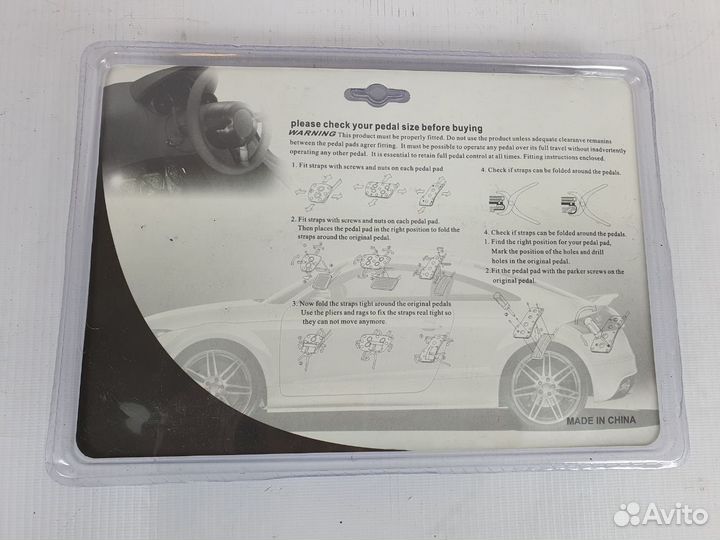 please check your pedal size before buying
WARNING This product must be properly fitted. Do not use the product unless adequate clearanve remanins
between the pedal pads agrer fitting. It must be possible to operate any pedal over its full travel without inadvortently
operating any other pedal. It is essential to retain full pedal control at all times. Fitting instructions enclosed.
1. Fit straps with screws and nuts on each pedal pad
2. Fit straps with screws and nuts on each pedal pad.
Then places the pedal pad in the right position to fold the
straps around the original pedal.
3. Now fold the straps tight around the original pedals
Use the pliers and rags to fix the straps real tight so
they can not move anymore.
4. Check if straps can be folded around the pedals.
4. Check if straps can be folded around the pedals.
1. Find the right position for your pedal pad,
Mark the position of the holes and drill
holes in the original pedal.
2.Fit the pedal pad with the parker screws on the
original pedal.
MADE IN CHINA
Avito